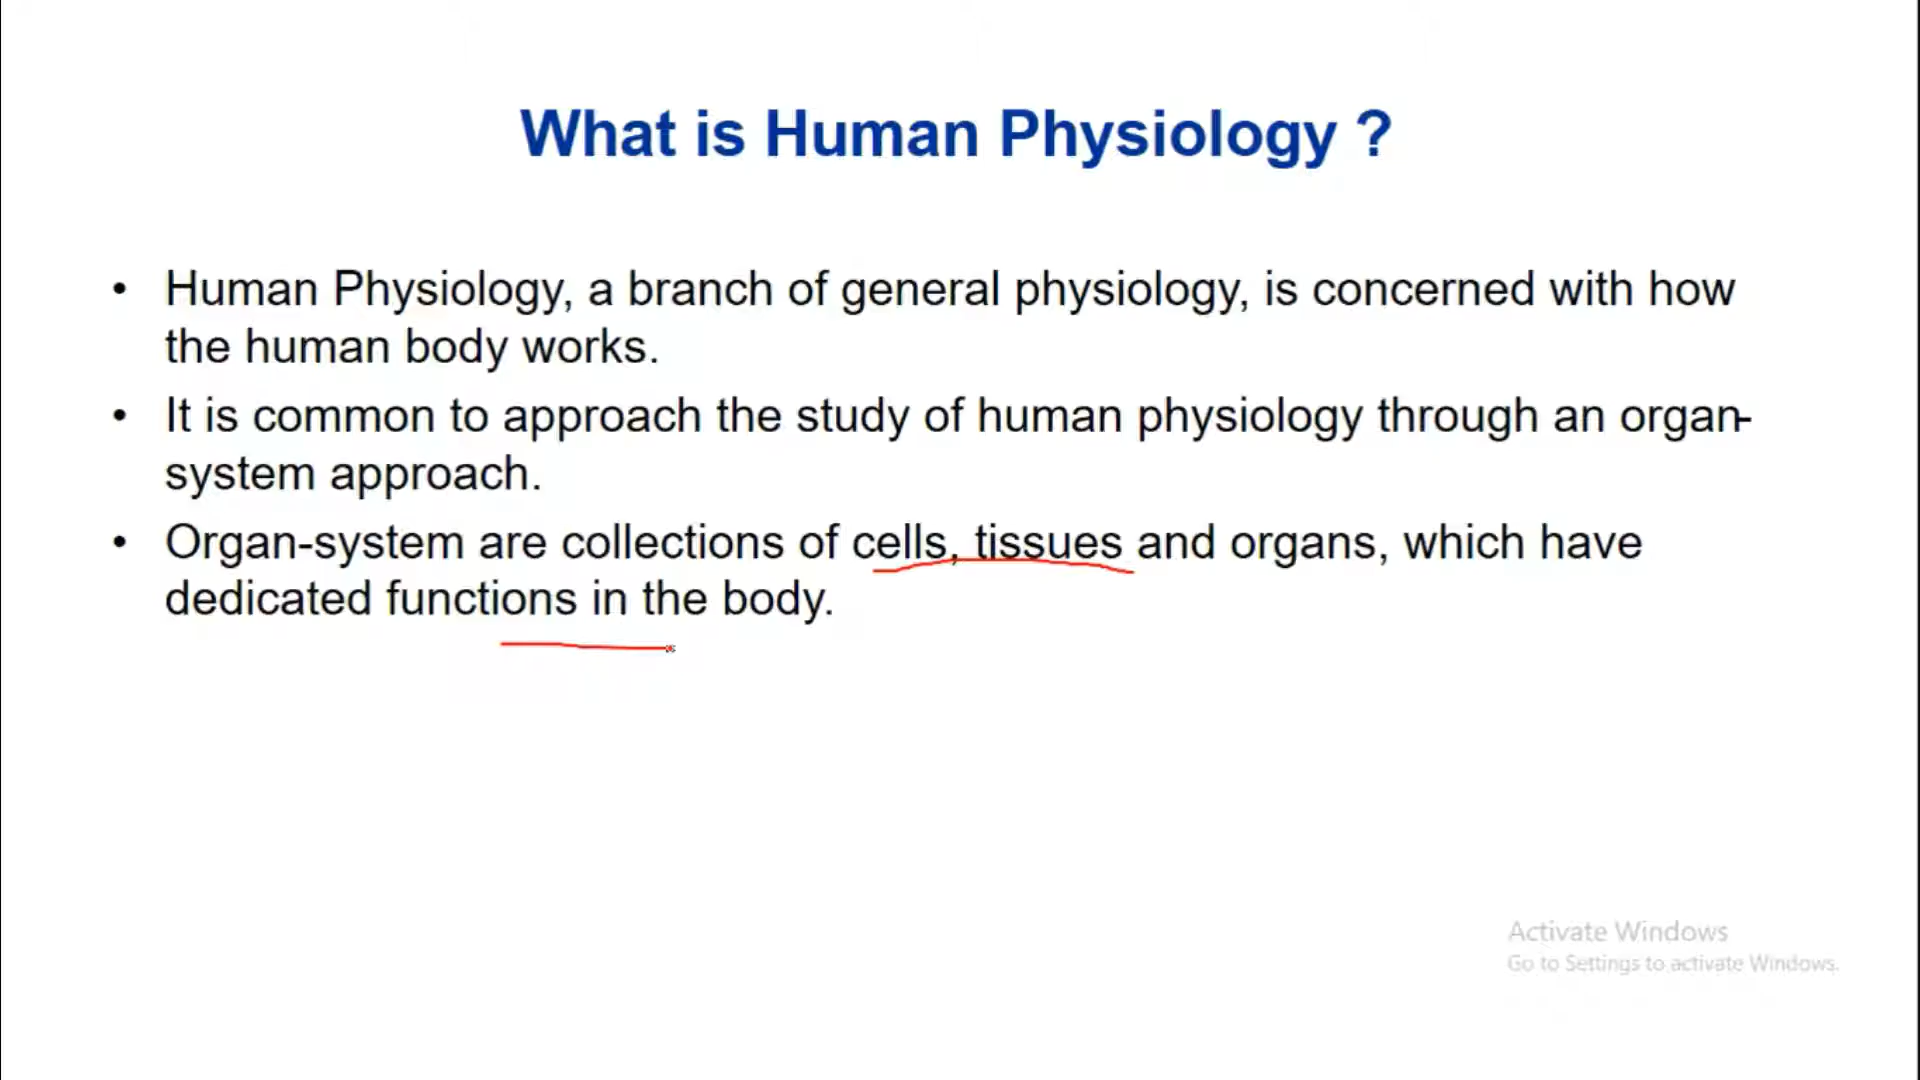 What is Human Physiology ?
• Human Physiology, a branch of general physiology, is concerned with how
the human body works.
• It is common to approach the study of human physiology through an organ-
system approach.
• Organ-system are collections of cells, tissues and organs, which have
dedicated functions in the body.
Activate Windows
Go to Settings to activate Windows.